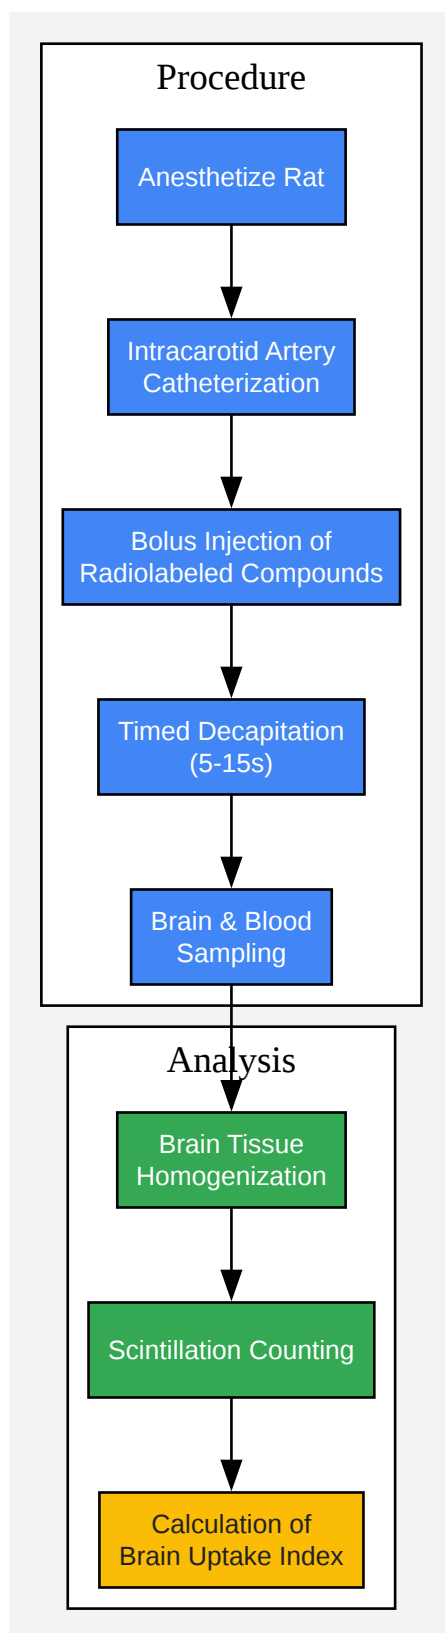 Procedure
Anesthetize Rat
Intracarotid Artery
Catheterization
Bolus Injection of
Radiolabeled Compounds
Timed Decapitation
(5-15s)
Brain & Blood
Sampling
Analysis
Brain Tissue
Homogenization
Scintillation Counting
Calculation of
Brain Uptake Index